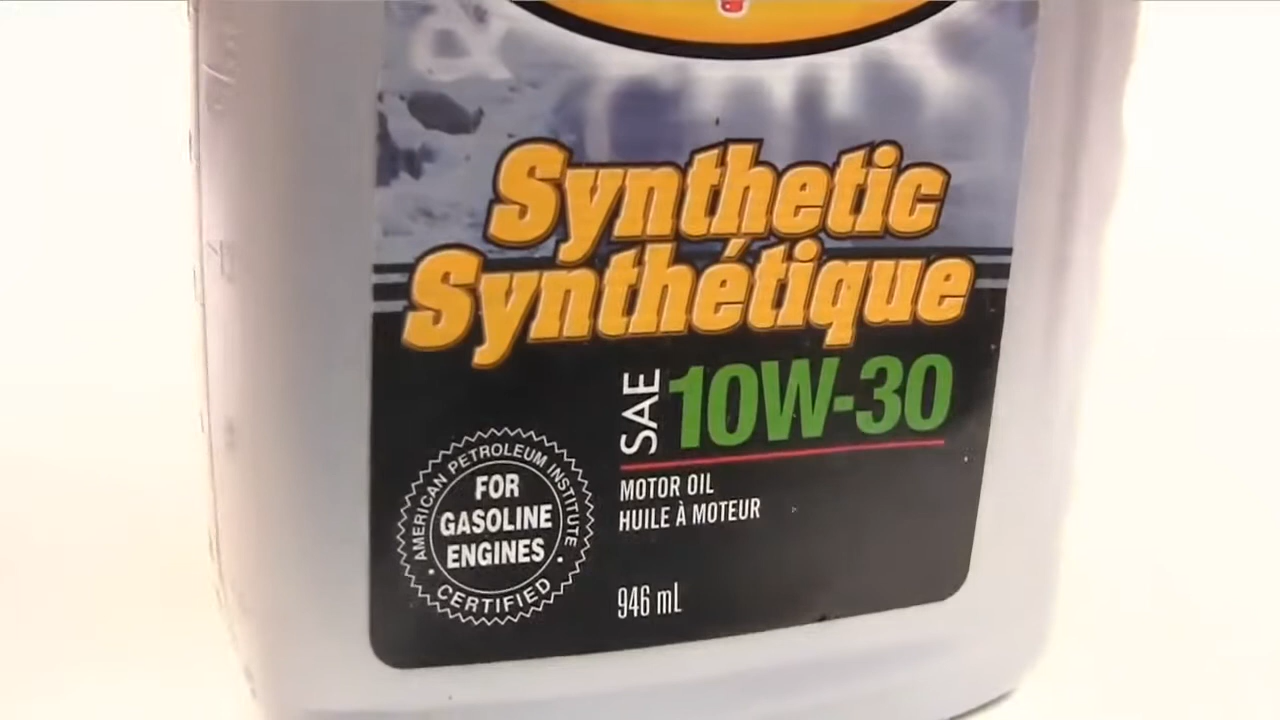 Synthetic
Synthétique
SAE 10W-30
MOTOR OIL
HUILE À MOTEUR
946 mL
AMERICAN PETROLEUM INSTITUTE
FOR
GASOLINE
ENGINES
CERTIFIED